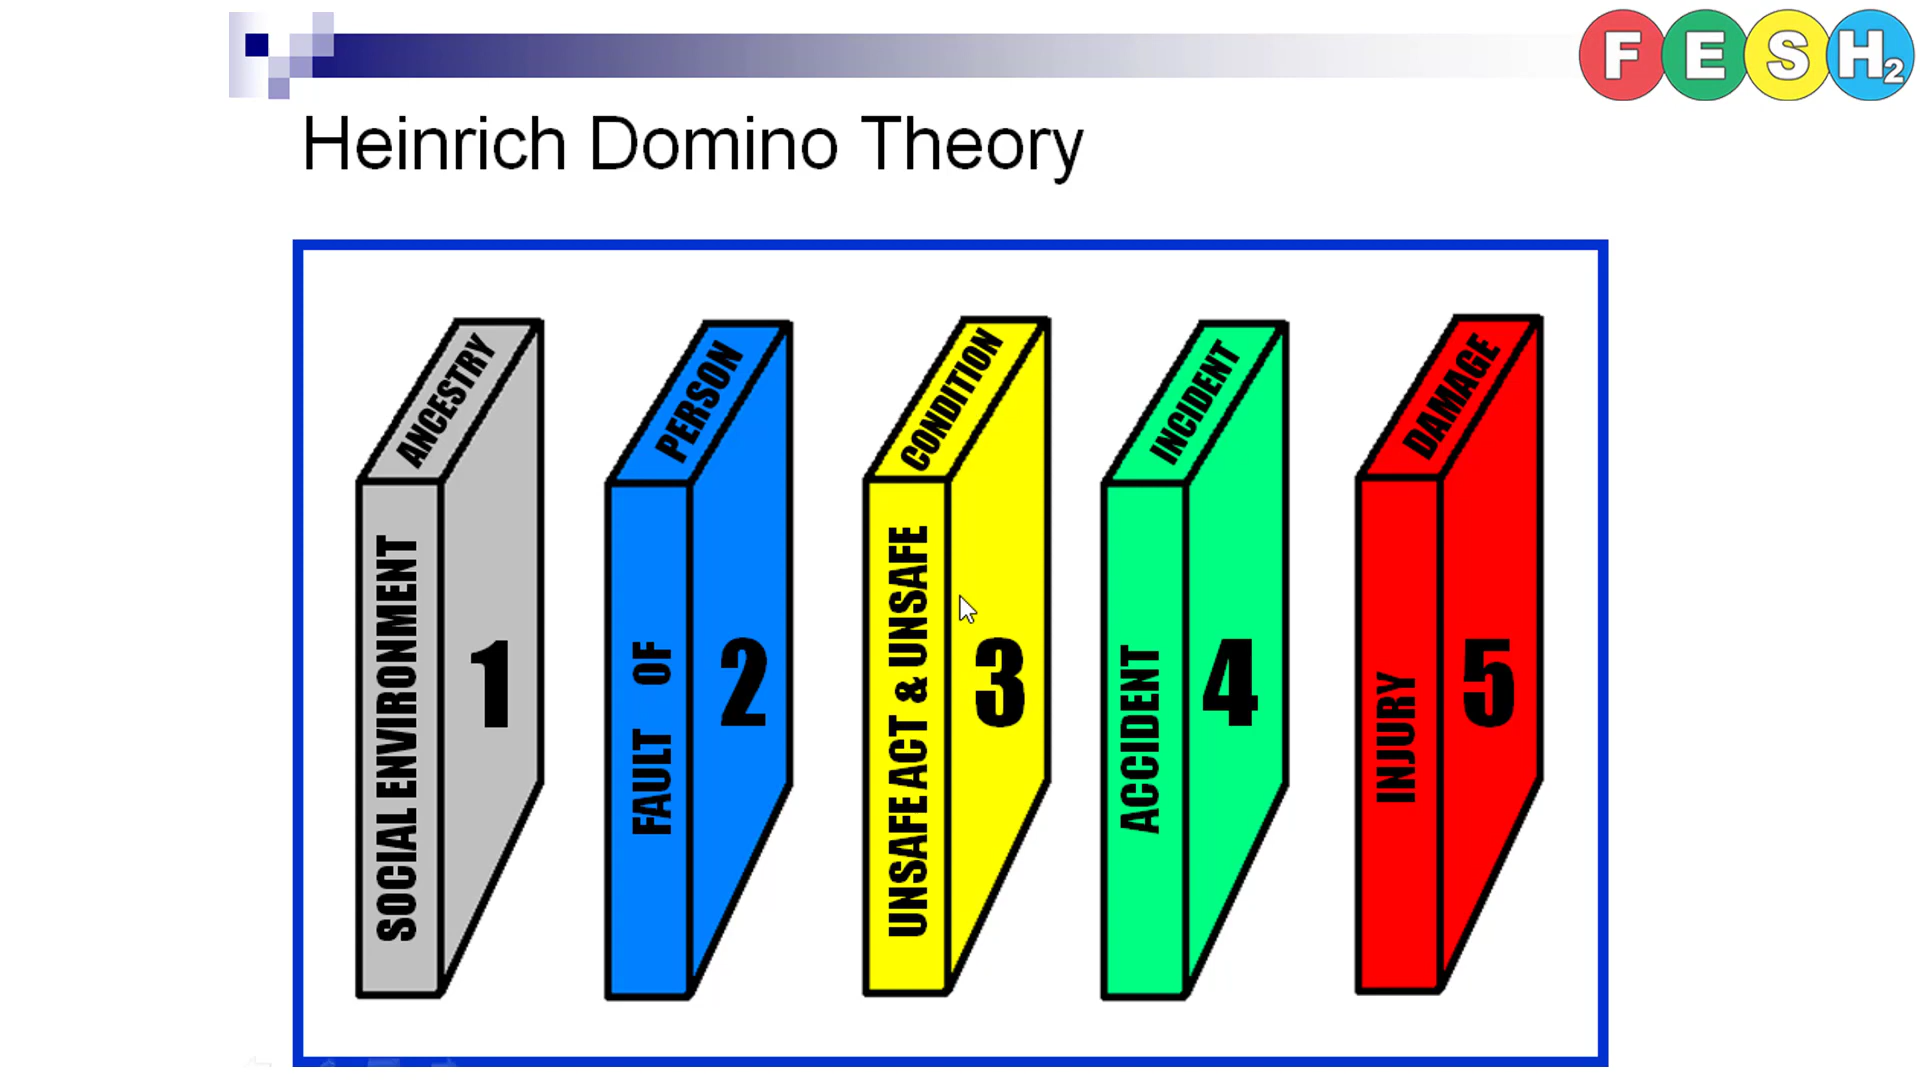 FESH2
Heinrich Domino Theory
ANCESTRY
SOCIAL ENVIRONMENT
1
PERSON
FAULT OF
2
CONDITION
UNSAFE ACT & UNSAFE
3
INCIDENT
ACCIDENT
4
DAMAGE
INJURY
5